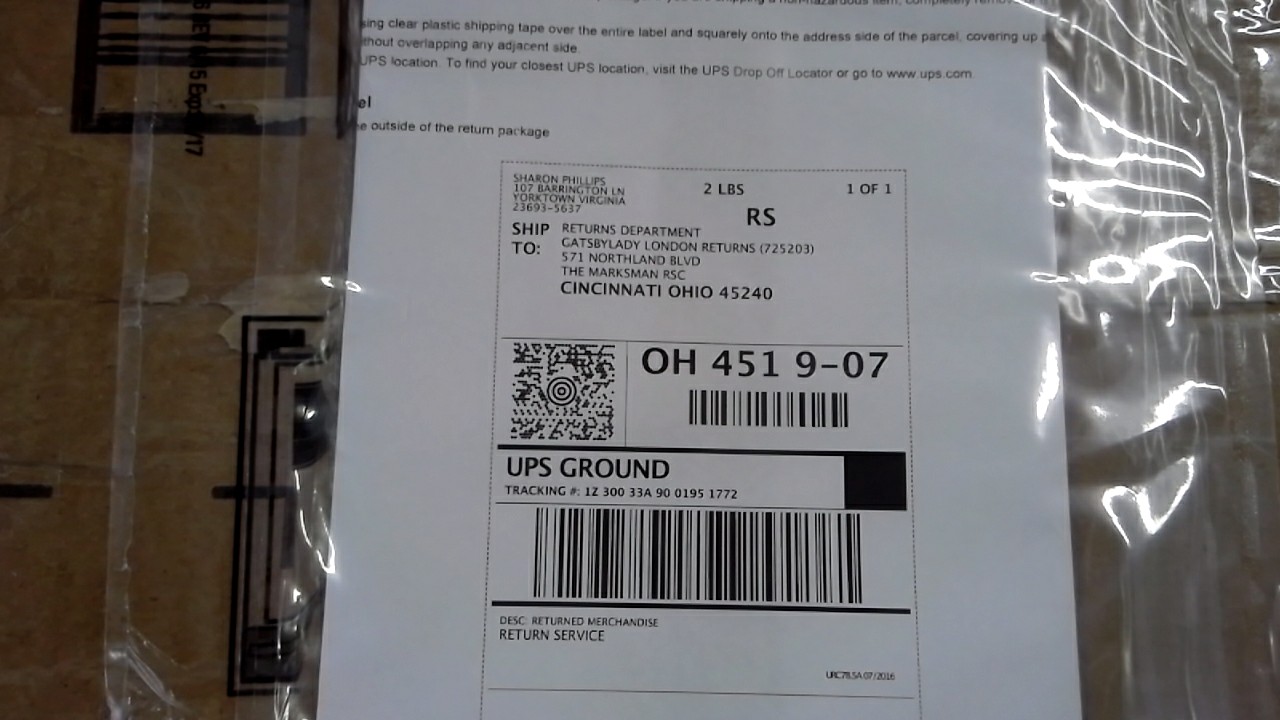 sing clear plastic shipping tape over the entire label and squarely onto the address side of the parcel, covering up
thout overlapping any adjacent side.
UPS location. To find your closest UPS location, visit the UPS Drop Off Locator or go to www.ups.com
el
e outside of the return package
SHARON PHILLIPS
107 BARRINGTON LN
YORKTOWN VIRGINIA
23693-5637
2 LBS
1 OF 1
RS
SHIP TO:
RETURNS DEPARTMENT
GATSBYLADY LONDON RETURNS (725203)
571 NORTHLAND BLVD
THE MARKSMAN RSC
CINCINNATI OHIO 45240
OH 451 9-07
UPS GROUND
TRACKING #: 1Z 300 33A 90 0195 1772
DESC: RETURNED MERCHANDISE
RETURN SERVICE
URC78.5A 07/2016